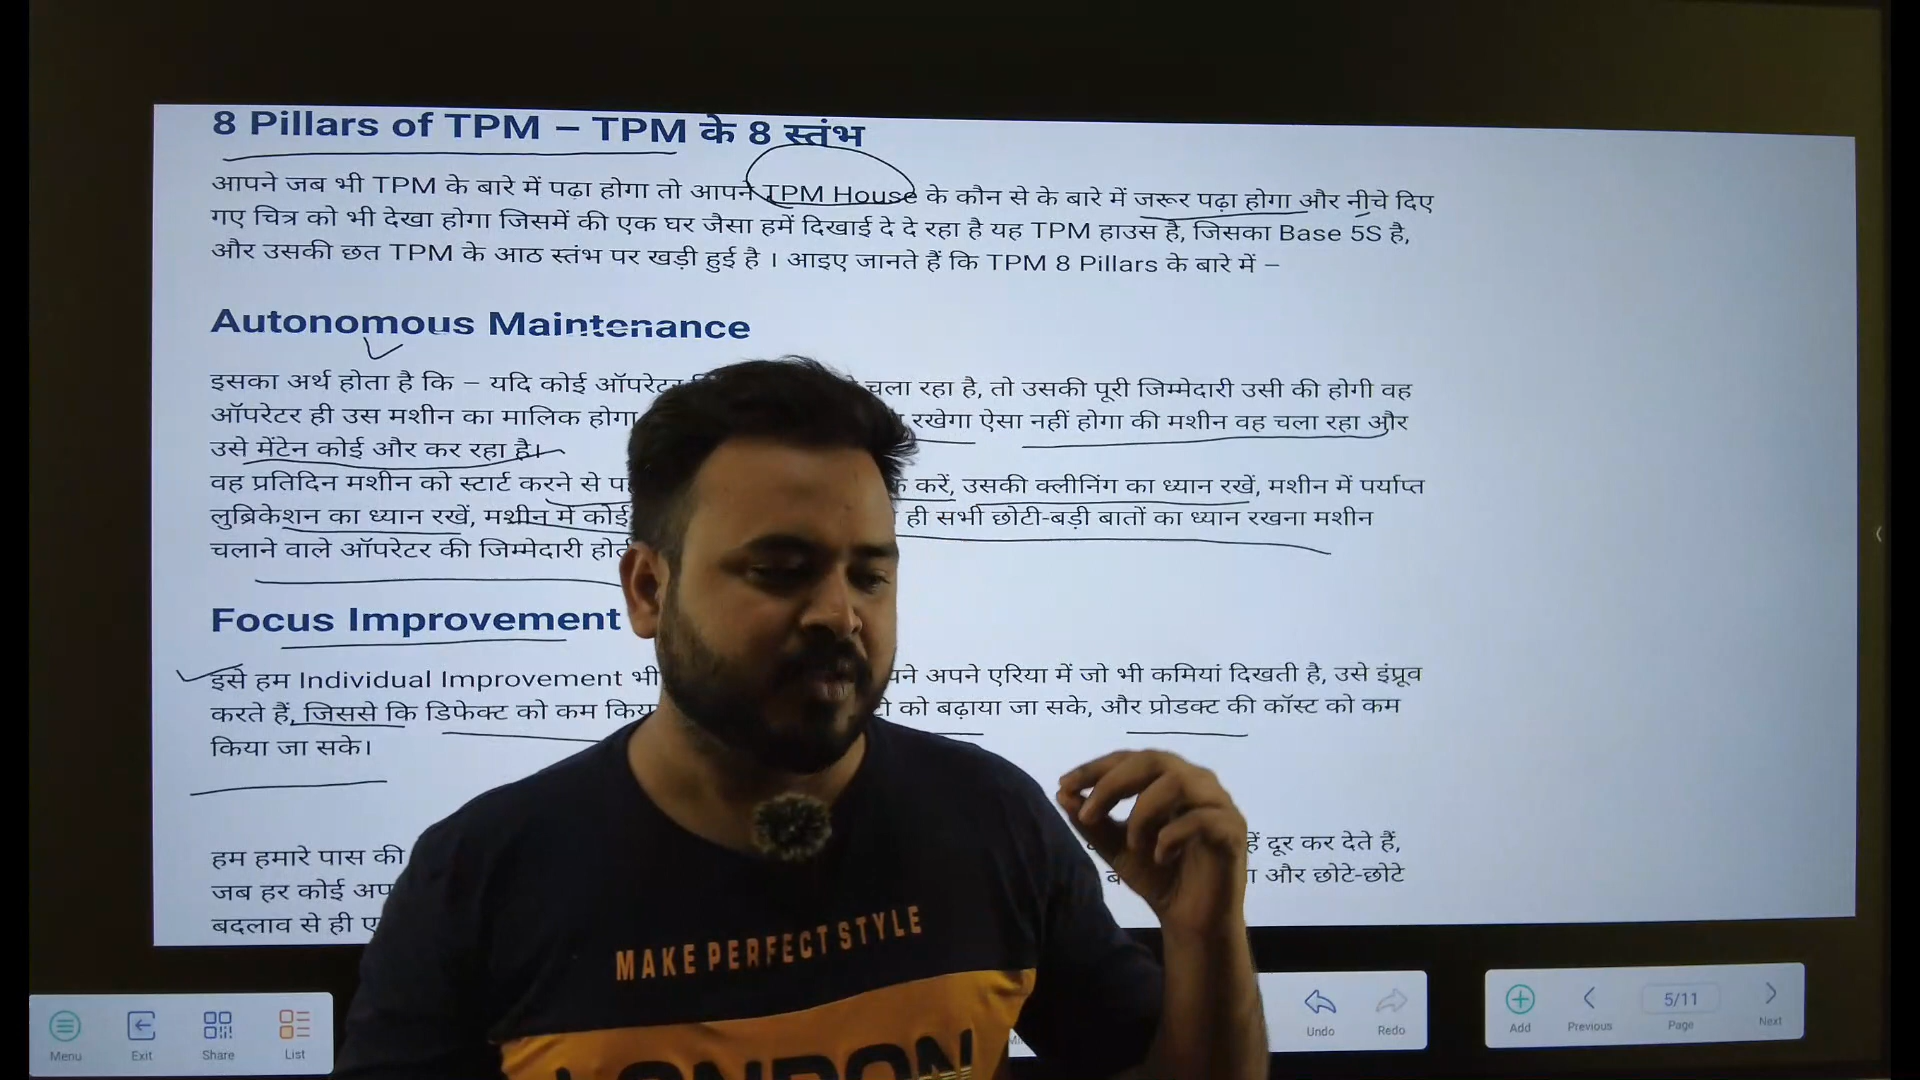 8 Pillars of TPM – TPM के 8 स्तंभ
आपने जब भी TPM के बारे में पढ़ा होगा तो आपने TPM House के कौन से के बारे में जरूर पढ़ा होगा और नीचे दिए
गए चित्र को भी देखा होगा जिसमें की एक घर जैसा हमें दिखाई दे दे रहा है यह TPM हाउस है, जिसका Base 5S है,
और उसकी छत TPM के आठ स्तंभ पर खड़ी हुई है । आइए जानते हैं कि TPM 8 Pillars के बारे में –
Autonomous Maintenance
इसका अर्थ होता है कि – यदि कोई ऑपरेटर चला रहा है, तो उसकी पूरी जिम्मेदारी उसी की होगी वह
ऑपरेटर ही उस मशीन का मालिक होगा रखेगा ऐसा नहीं होगा की मशीन वह चला रहा और
उसे मेंटेन कोई और कर रहा है।
वह प्रतिदिन मशीन को स्टार्ट करने से करें, उसकी क्लीनिंग का ध्यान रखें, मशीन में पर्याप्त
लुब्रिकेशन का ध्यान रखें, मशीन में कोई ही सभी छोटी-बड़ी बातों का ध्यान रखना मशीन
चलाने वाले ऑपरेटर की जिम्मेदारी
Focus Improvement
इसे हम Individual Improvement भी अपने एरिया में जो भी कमियां दिखती है, उसे इंप्रूव
करते हैं, जिससे कि डिफेक्ट को कम को बढ़ाया जा सके, और प्रोडक्ट की कॉस्ट को कम
किया जा सके।
हम हमारे पास की दूर कर देते हैं,
जब हर कोई और छोटे-छोटे
बदलाव से ही
MAKE PERFECT STYLE
LONDON
Menu Exit Share List Undo Redo Add Previous 5/11 Page Next